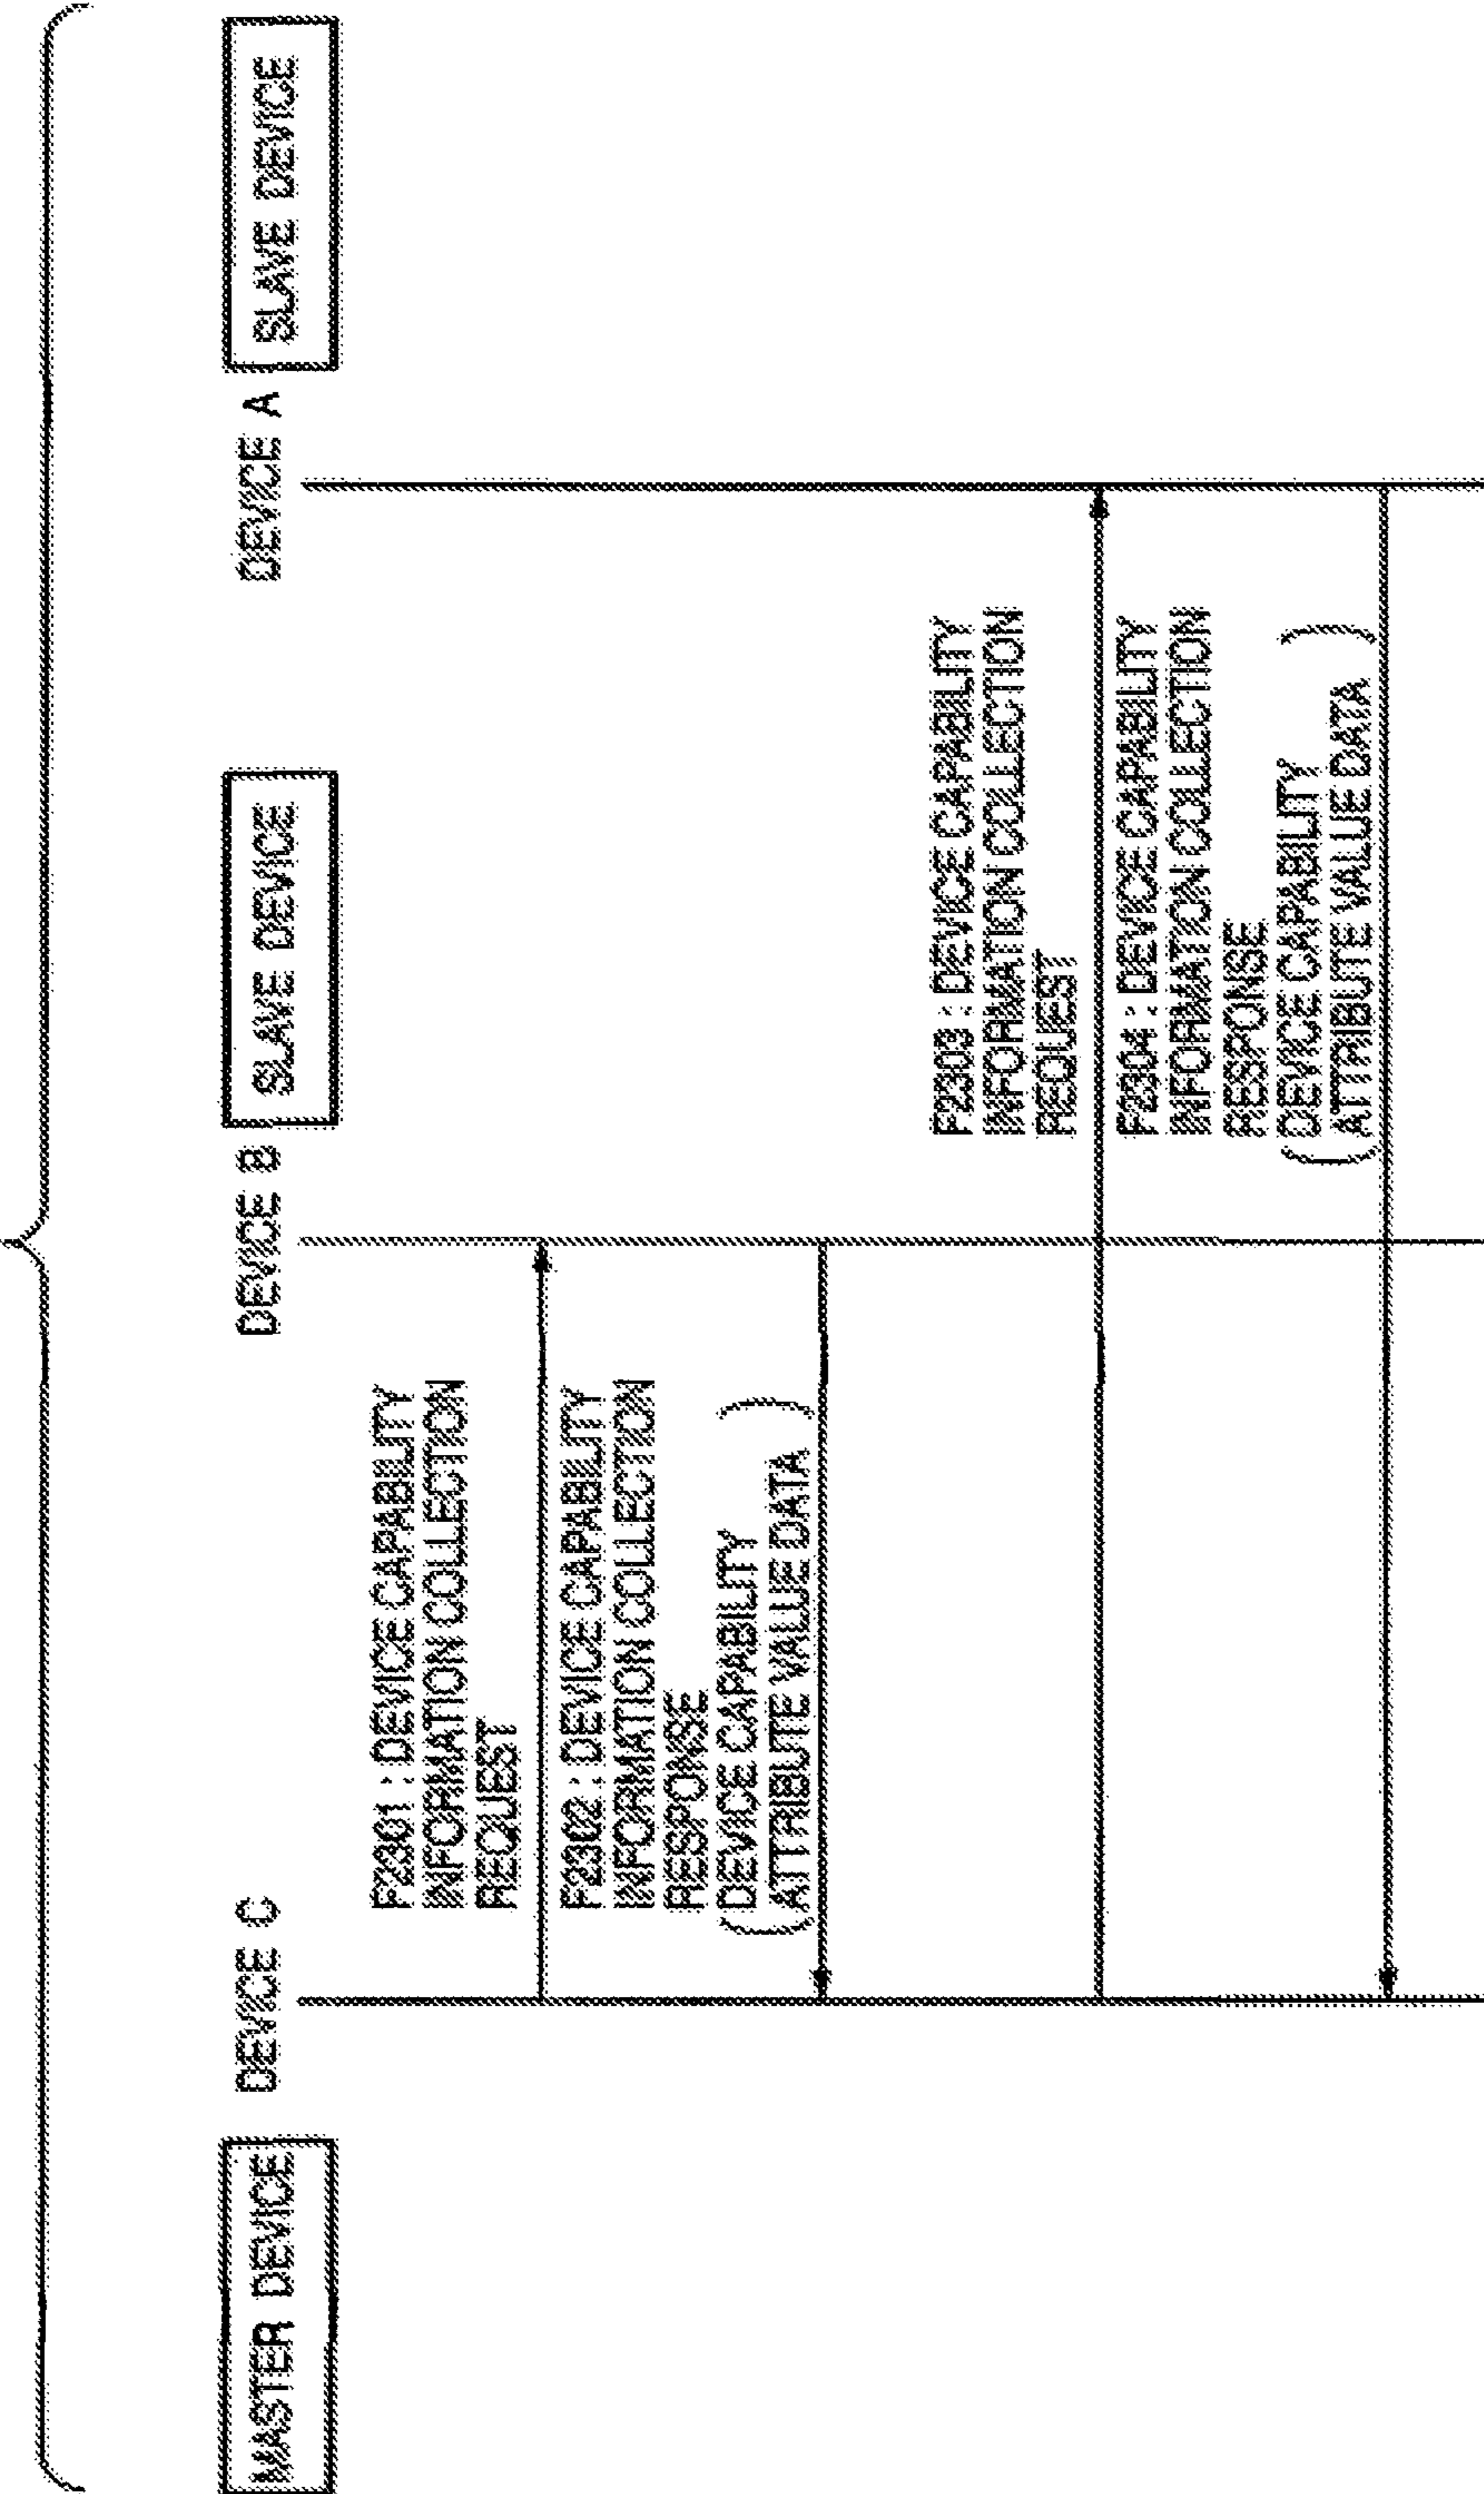 MASTER DEVICE
DEVICE C
DEVICE B
SLAVE DEVICE
DEVICE A
SLAVE DEVICE
F2301 : DEVICE CAPABILITY
INFORMATION COLLECTION
REQUEST
F2302 : DEVICE CAPABILITY
INFORMATION COLLECTION
RESPONSE
(DEVICE CAPABILITY
ATTRIBUTE VALUE DATA)
F2303 : DEVICE CAPABILITY
INFORMATION COLLECTION
REQUEST
F2304 : DEVICE CAPABILITY
INFORMATION COLLECTION
RESPONSE
(DEVICE CAPABILITY
ATTRIBUTE VALUE DATA)